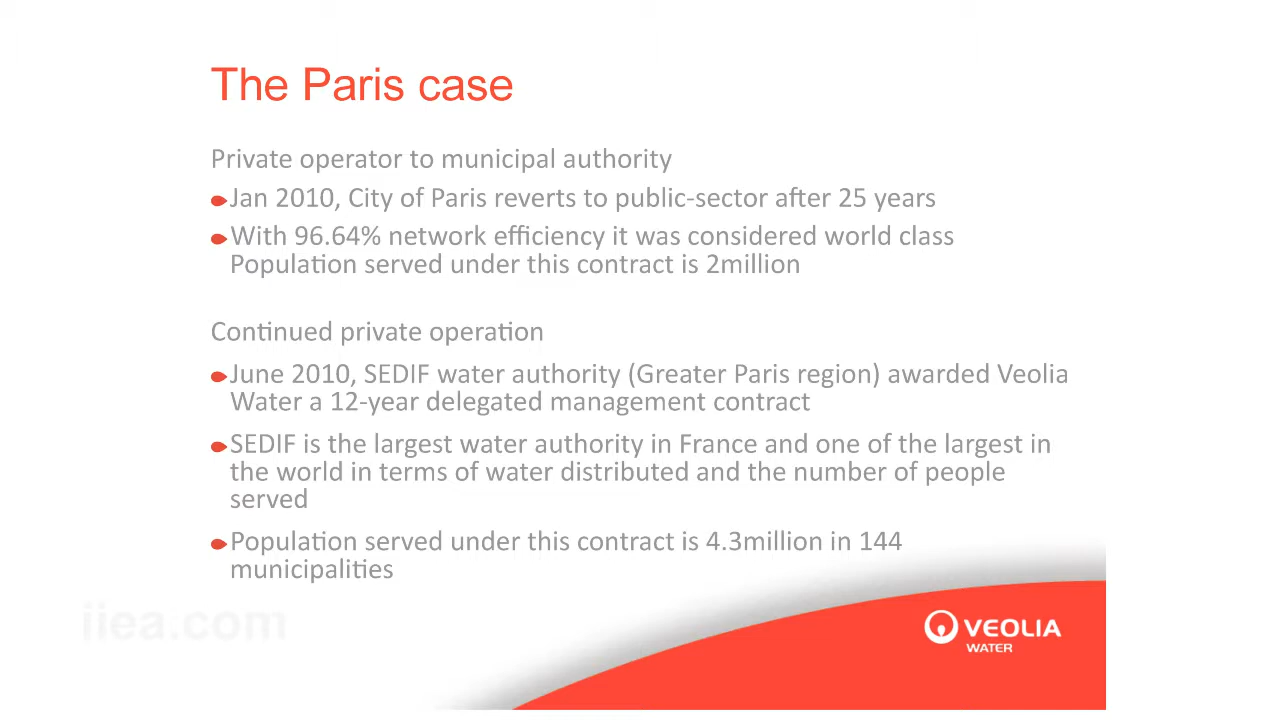 The Paris case
Private operator to municipal authority
Jan 2010, City of Paris reverts to public-sector after 25 years
With 96.64% network efficiency it was considered world class
Population served under this contract is 2million
Continued private operation
June 2010, SEDIF water authority (Greater Paris region) awarded Veolia
Water a 12-year delegated management contract
SEDIF is the largest water authority in France and one of the largest in
the world in terms of water distributed and the number of people
served
Population served under this contract is 4.3million in 144
municipalities
iiea.com
VEOLIA
WATER